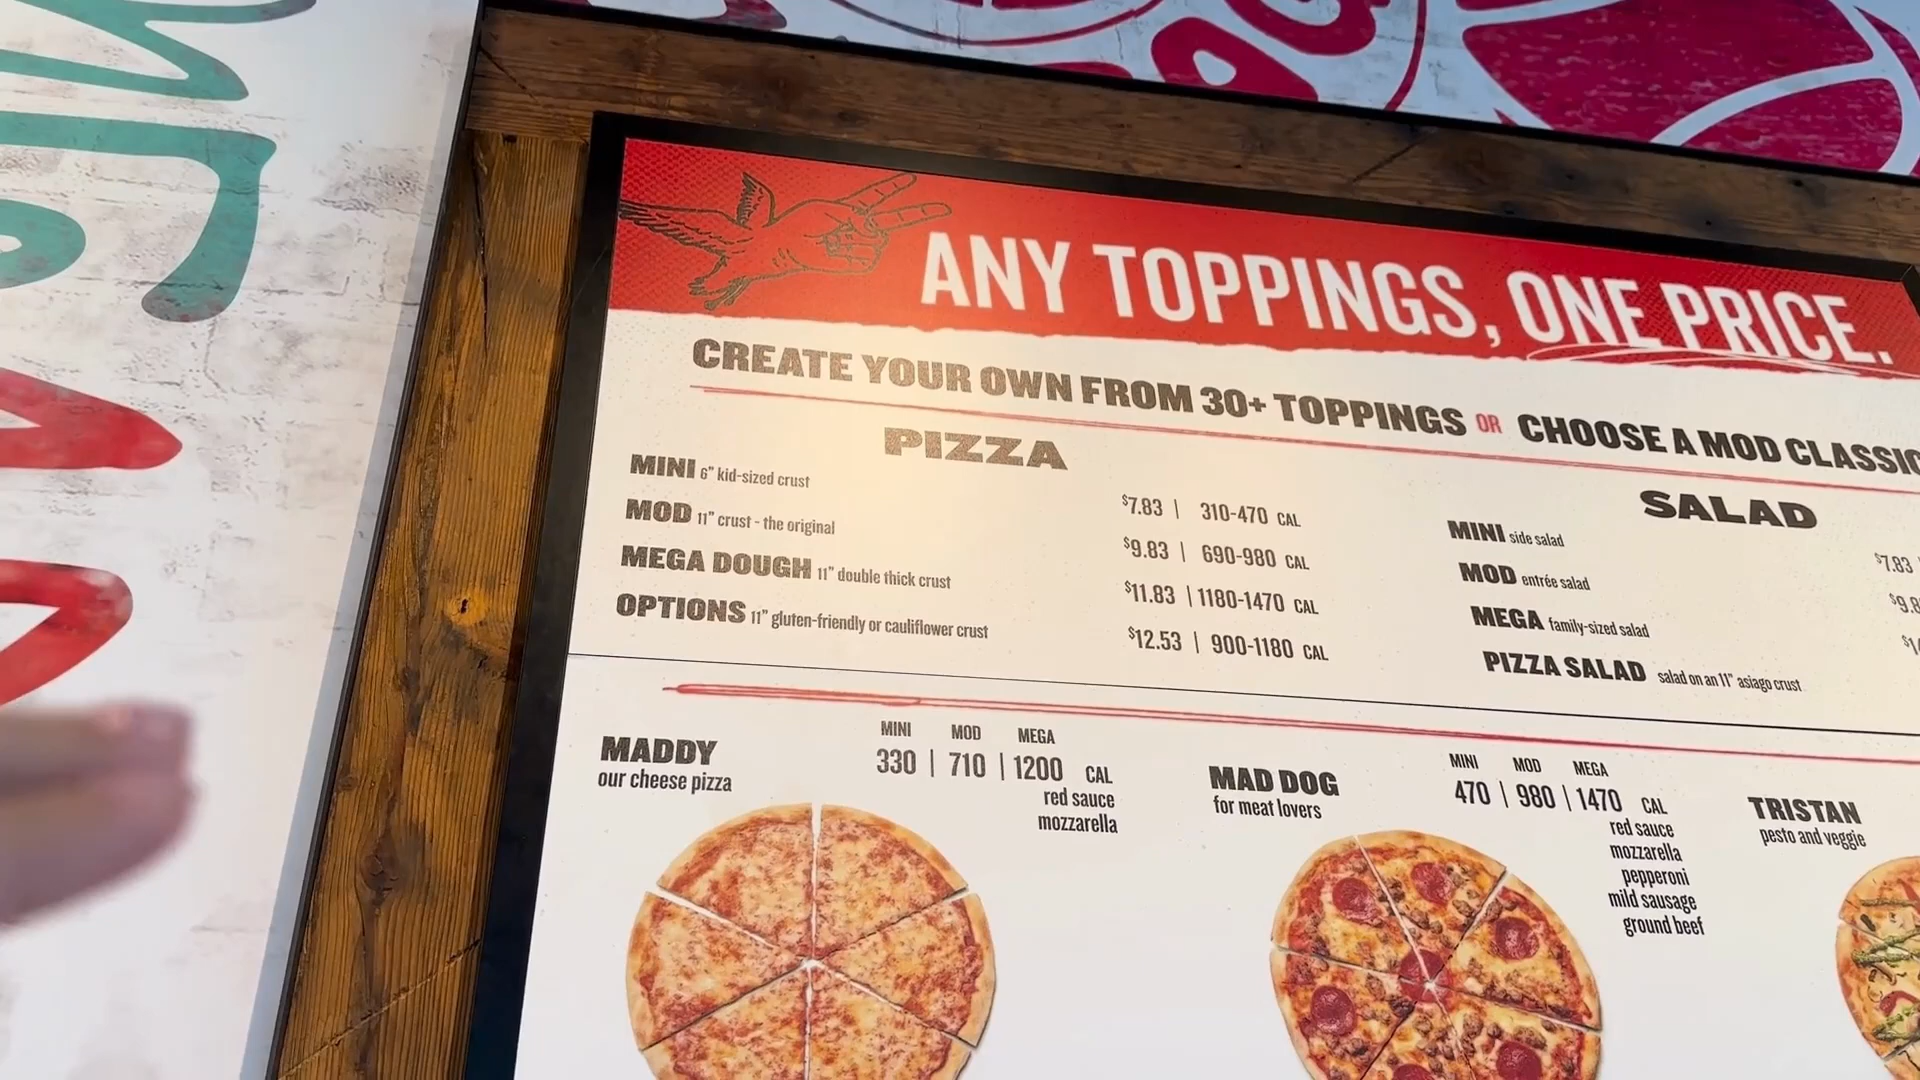 ANY TOPPINGS, ONE PRICE.
CREATE YOUR OWN FROM 30+ TOPPINGS OR CHOOSE A MOD CLASSIC
PIZZA
MINI 6" kid-sized crust $7.83 | 310-470 CAL
MOD 11" crust - the original $9.83 | 690-980 CAL
MEGA DOUGH 11" double thick crust $11.83 | 1180-1470 CAL
OPTIONS 11" gluten-friendly or cauliflower crust $12.53 | 900-1180 CAL
SALAD
MINI side salad $7.83
MOD entrée salad
MEGA family-sized salad
PIZZA SALAD salad on an 11" asiago crust
MADDY
our cheese pizza
MINI MOD MEGA
330 | 710 | 1200 CAL
red sauce
mozzarella
MAD DOG
for meat lovers
MINI MOD MEGA
470 | 980 | 1470 CAL
red sauce
mozzarella
pepperoni
mild sausage
ground beef
TRISTAN
pesto and veggie